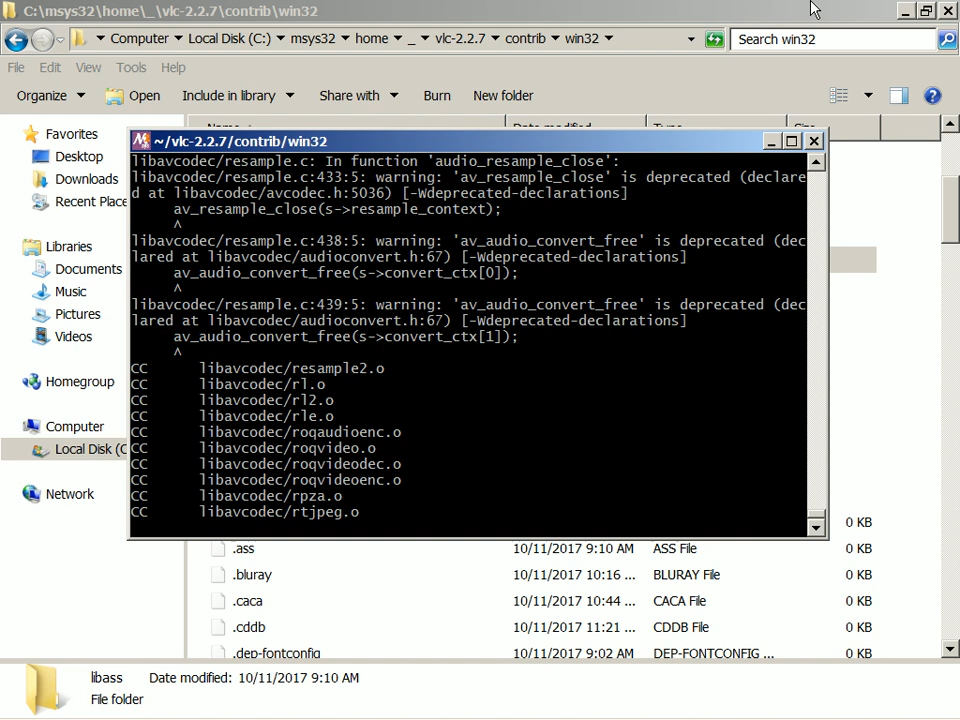 C:\msys32\home\_\vlc-2.2.7\contrib\win32
Computer Local Disk (C:) msys32 home _ vlc-2.2.7 contrib win32 Search win32
File Edit View Tools Help
Organize Open Include in library Share with Burn New folder
Favorites
Desktop
Downloads
Recent Place
Libraries
Documents
Music
Pictures
Videos
Homegroup
Computer
Local Disk (C
Network
Name Date modified Type Size
~/vlc-2.2.7/contrib/win32
libavcodec/resample.c: In function 'audio_resample_close':
libavcodec/resample.c:433:5: warning: 'av_resample_close' is deprecated (declare
d at libavcodec/avcodec.h:5036) [-Wdeprecated-declarations]
av_resample_close(s->resample_context);
^
libavcodec/resample.c:438:5: warning: 'av_audio_convert_free' is deprecated (dec
lared at libavcodec/audioconvert.h:67) [-Wdeprecated-declarations]
av_audio_convert_free(s->convert_ctx[0]);
^
libavcodec/resample.c:439:5: warning: 'av_audio_convert_free' is deprecated (dec
lared at libavcodec/audioconvert.h:67) [-Wdeprecated-declarations]
av_audio_convert_free(s->convert_ctx[1]);
^
CC libavcodec/resample2.o
CC libavcodec/rl.o
CC libavcodec/rl2.o
CC libavcodec/rle.o
CC libavcodec/roqaudioenc.o
CC libavcodec/roqvideo.o
CC libavcodec/roqvideodec.o
CC libavcodec/roqvideoenc.o
CC libavcodec/rpza.o
CC libavcodec/rtjpeg.o
0 KB
.ass 10/11/2017 9:10 AM ASS File 0 KB
.bluray 10/11/2017 10:16 ... BLURAY File 0 KB
.caca 10/11/2017 10:44 ... CACA File 0 KB
.cddb 10/11/2017 11:21 ... CDDB File 0 KB
.dep-fontconfig 10/11/2017 9:02 AM DEP-FONTCONFIG ... 0 KB
libass Date modified: 10/11/2017 9:10 AM
File folder